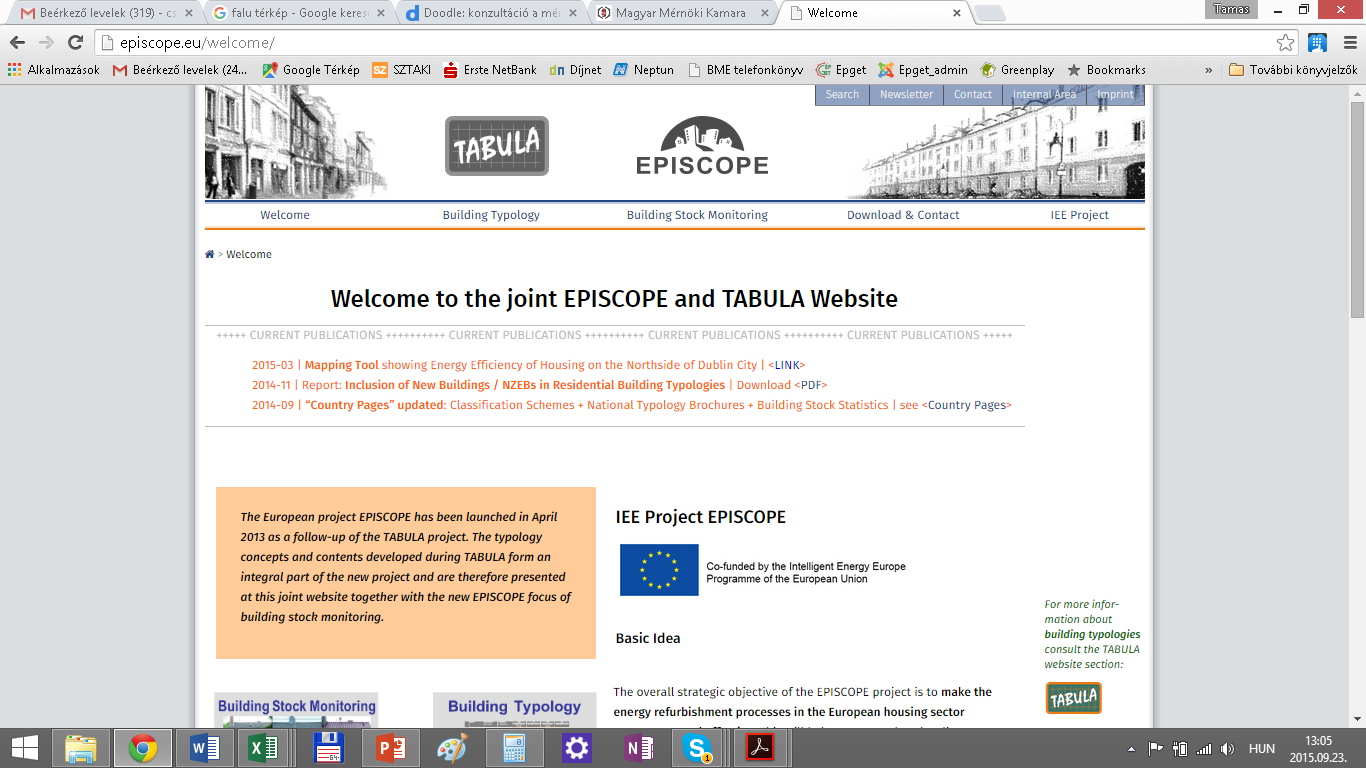 Beérkező levelek (319) - cs
falu térkép - Google keresé
Doodle: konzultáció a mér
Magyar Mérnöki Kamara
Welcome
Tamas
episcope.eu/welcome/
Alkalmazások
Beérkező levelek (24...
Google Térkép
SZTAKI
Erste NetBank
Díjnet
Neptun
BME telefonkönyv
Epget
Epget_admin
Greenplay
Bookmarks
»
További könyvjelzők
Search
Newsletter
Contact
Internal Area
Imprint
TABULA
EPISCOPE
Welcome
Building Typology
Building Stock Monitoring
Download & Contact
IEE Project
> Welcome
Welcome to the joint EPISCOPE and TABULA Website
+++++ CURRENT PUBLICATIONS ++++++++++ CURRENT PUBLICATIONS ++++++++++ CURRENT PUBLICATIONS ++++++++++ CURRENT PUBLICATIONS +++++
2015-03 | Mapping Tool showing Energy Efficiency of Housing on the Northside of Dublin City | <LINK>
2014-11 | Report: Inclusion of New Buildings / NZEBs in Residential Building Typologies | Download <PDF>
2014-09 | “Country Pages” updated: Classification Schemes + National Typology Brochures + Building Stock Statistics | see <Country Pages>
The European project EPISCOPE has been launched in April
2013 as a follow-up of the TABULA project. The typology
concepts and contents developed during TABULA form an
integral part of the new project and are therefore presented
at this joint website together with the new EPISCOPE focus of
building stock monitoring.
Building Stock Monitoring
Building Typology
IEE Project EPISCOPE
Co-funded by the Intelligent Energy Europe
Programme of the European Union
Basic Idea
The overall strategic objective of the EPISCOPE project is to make the
energy refurbishment processes in the European housing sector
For more infor-
mation about
building typologies
consult the TABULA
website section:
TABULA
HUN
13:05
2015.09.23.